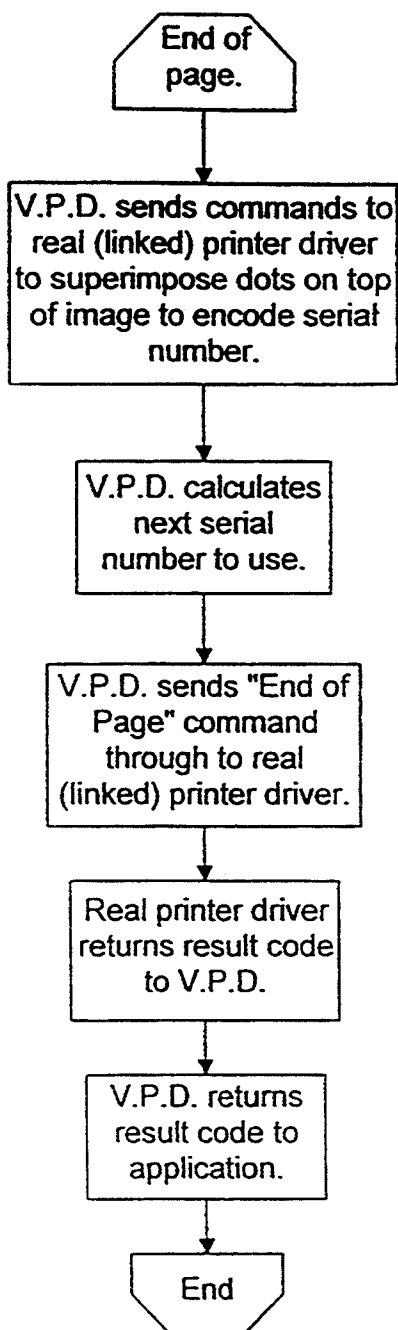 End of
page.
V.P.D. sends commands to
real (linked) printer driver
to superimpose dots on top
of image to encode serial
number.
V.P.D. calculates
next serial
number to use.
V.P.D. sends "End of
Page" command
through to real
(linked) printer driver.
Real printer driver
returns result code
to V.P.D.
V.P.D. returns
result code to
application.
End